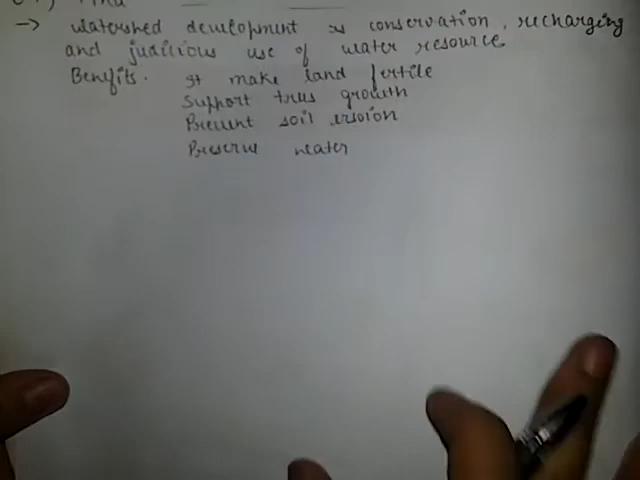 → Watershed development is conservation, recharging
and judicious use of water resource.
Benefits. It make land fertile
Support trus growth
Prevent soil erosion
Preserve water